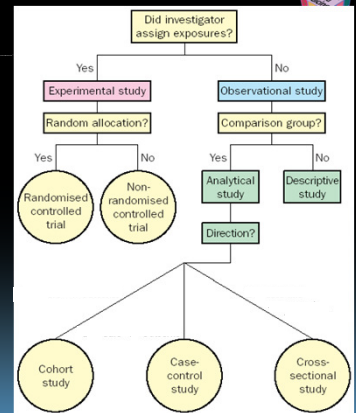 Did investigator
assign exposures?
Yes
No
Experimental study
Observational study
Random allocation?
Comparison group?
Yes
No
Yes
No
Randomised
controlled
trial
Non-
randomised
controlled
trial
Analytical
study
Descriptive
study
Direction?
Cohort
study
Case-
control
study
Cross-
sectional
study